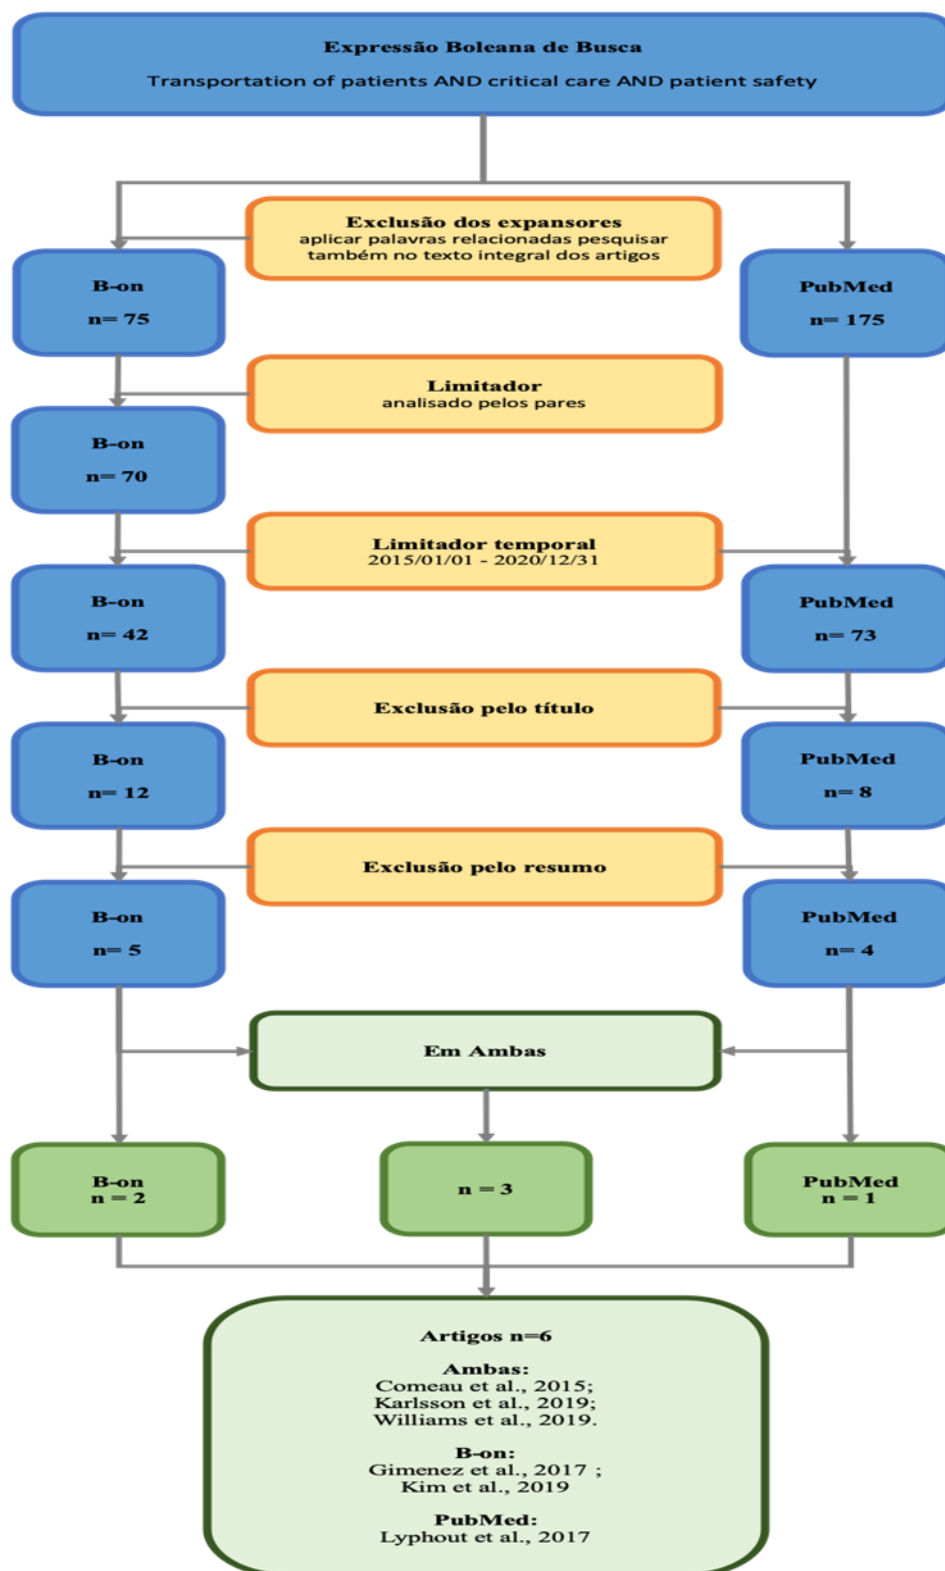 Expressão Boleana de Busca
Transportation of patients AND critical care AND patient safety
Exclusão dos expansores
aplicar palavras relacionadas pesquisar
também no texto integral dos artigos
B-on
n= 75
PubMed
n= 175
Limitador
analisado pelos pares
B-on
n= 70
Limitador temporal
2015/01/01 - 2020/12/31
B-on
n= 42
PubMed
n= 73
Exclusão pelo título
B-on
n= 12
PubMed
n= 8
Exclusão pelo resumo
B-on
n= 5
PubMed
n= 4
Em Ambas
B-on
n = 2
n = 3
PubMed
n = 1
Artigos n=6
Ambas:
Comeau et al., 2015;
Karlsson et al., 2019;
Williams et al., 2019.
B-on:
Gimenez et al., 2017 ;
Kim et al., 2019
PubMed:
Lyphout et al., 2017